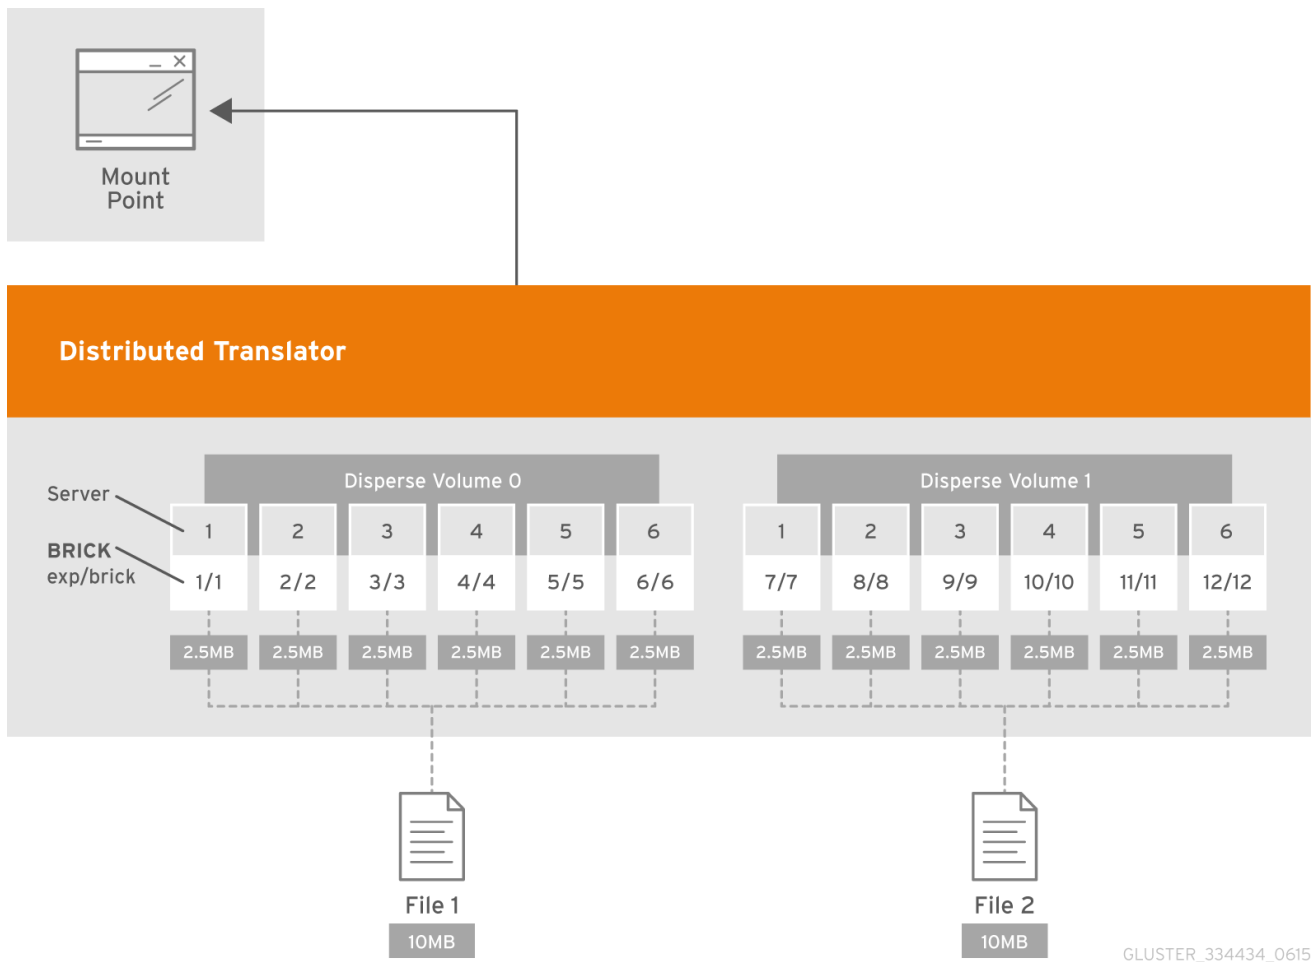 Mount
Point
Distributed Translator
Disperse Volume 0
Disperse Volume 1
Server
1 2 3 4 5 6
1 2 3 4 5 6
BRICK
exp/brick
1/1 2/2 3/3 4/4 5/5 6/6
7/7 8/8 9/9 10/10 11/11 12/12
2.5MB 2.5MB 2.5MB 2.5MB 2.5MB 2.5MB
2.5MB 2.5MB 2.5MB 2.5MB 2.5MB 2.5MB
File 1
10MB
File 2
10MB
GLUSTER_334434_0615